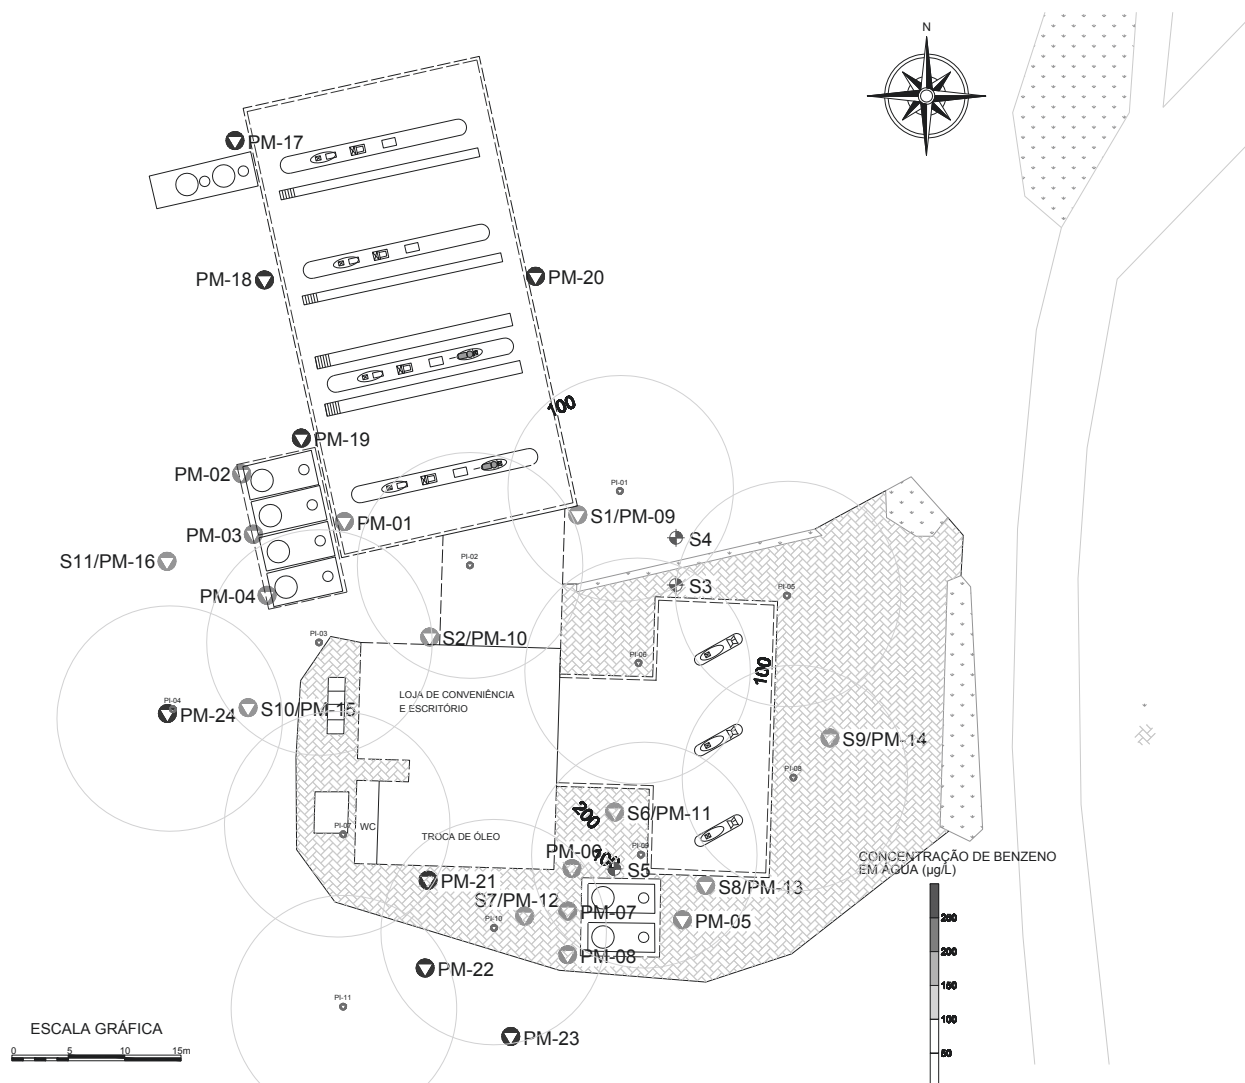 N
PM-17
PM-18
PM-20
100
PM-19
PM-02
PI-01
PM-01
S1/PM-09
PM-03
S4
S11/PM-16
PI-02
S3
PM-04
PI-05
PI-03
S2/PM-10
PI-06
100
LOJA DE CONVENIÊNCIA
E ESCRITÓRIO
PI-04
PM-24
S10/PM-15
S9/PM-14
PI-08
200
S6/PM-11
PI-07
WC
TROCA DE ÓLEO
PI-09
100
PM-06
S5
CONCENTRAÇÃO DE BENZENO
EM ÁGUA (µg/L)
PM-21
S8/PM-13
S7/PM-12
PM-07
PM-05
PI-10
250
PM-08
200
PM-22
150
PI-11
100
ESCALA GRÁFICA
PM-23
0 5 10 15m
50